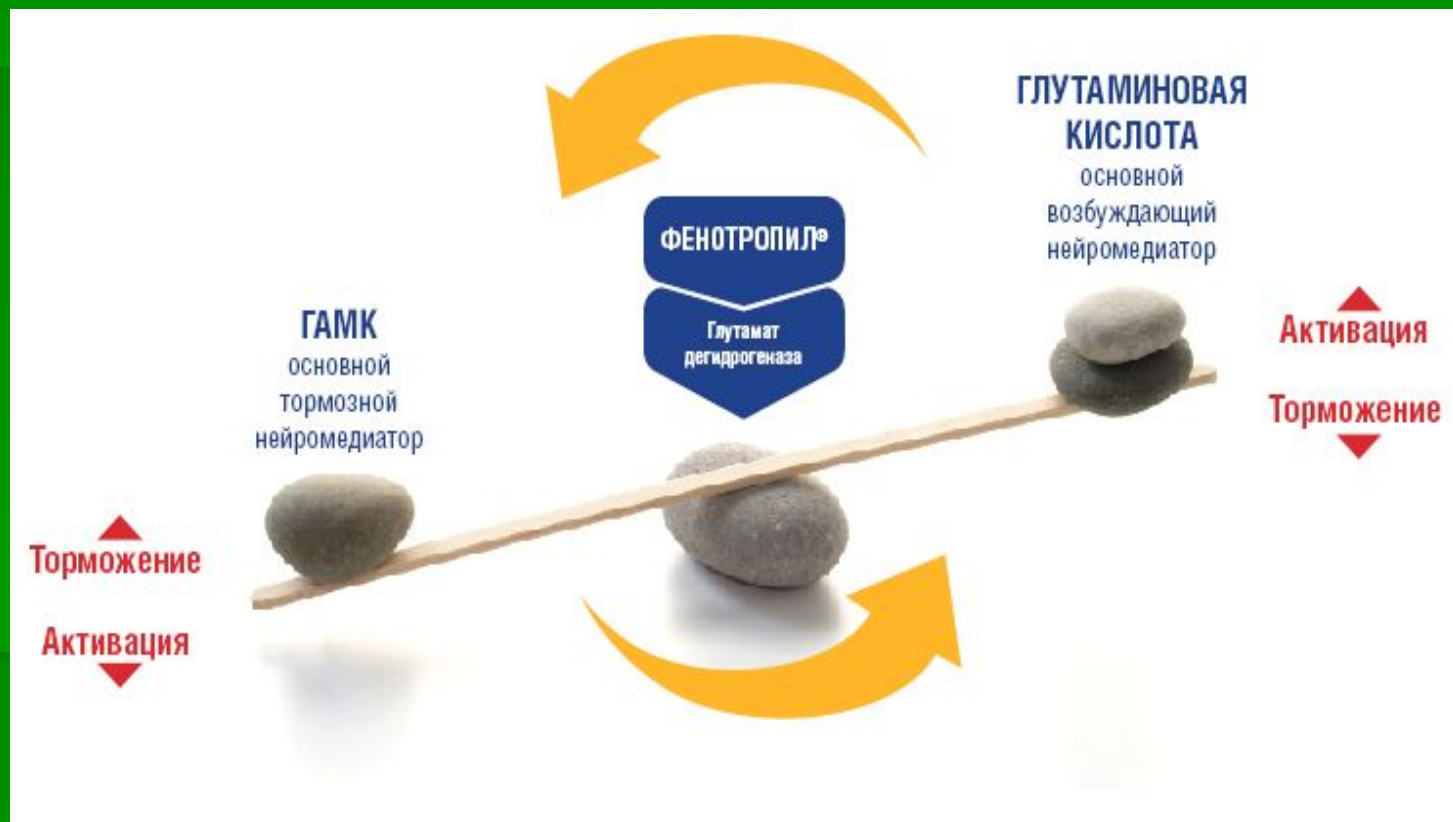 ГЛУТАМИНОВАЯ
КИСЛОТА
основной
возбуждающий
нейромедиатор
ФЕНОТРОПИЛ®
Глутамат
дегидрогеназа
ГАМК
основной
тормозной
нейромедиатор
Активация
Торможение
Торможение
Активация